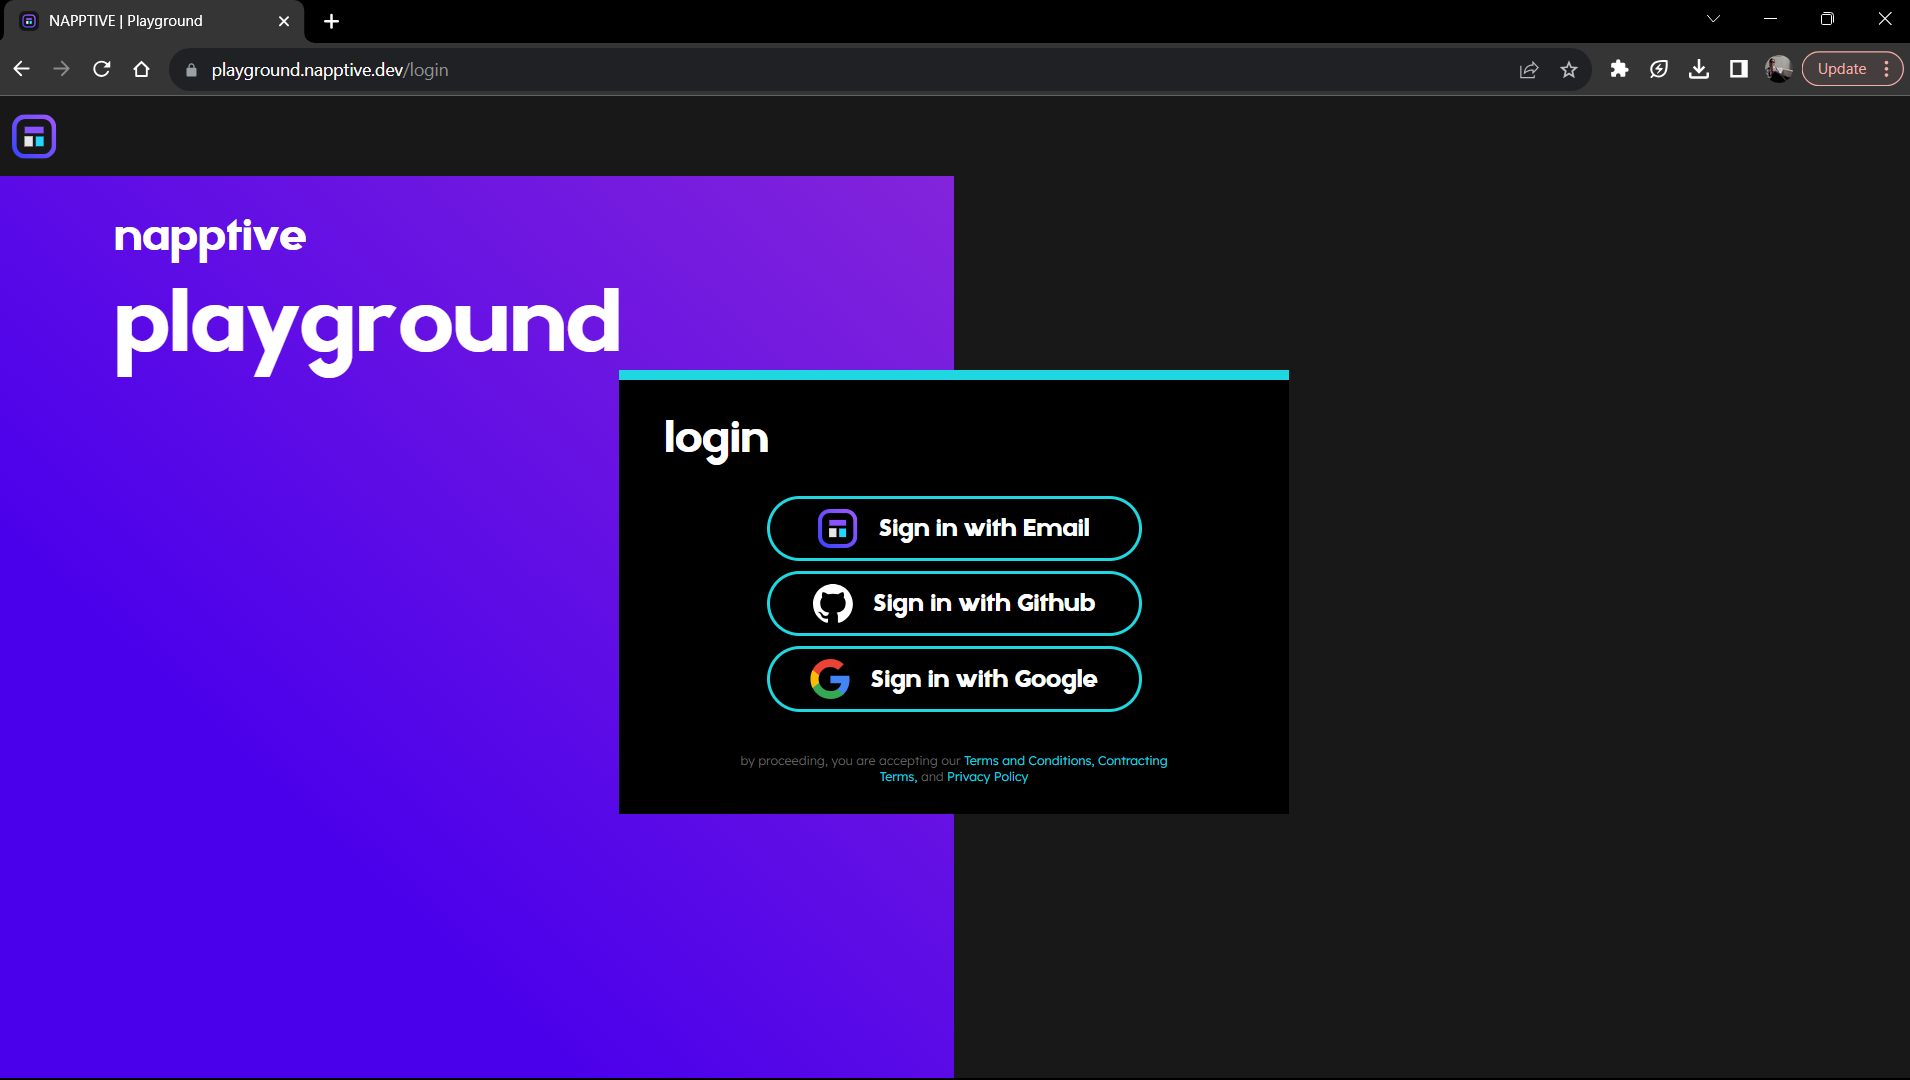 NAPPTIVE | Playground
playground.napptive.dev/login
Update
napptive
playground
login
Sign in with Email
Sign in with Github
Sign in with Google
by proceeding, you are accepting our Terms and Conditions, Contracting
Terms, and Privacy Policy